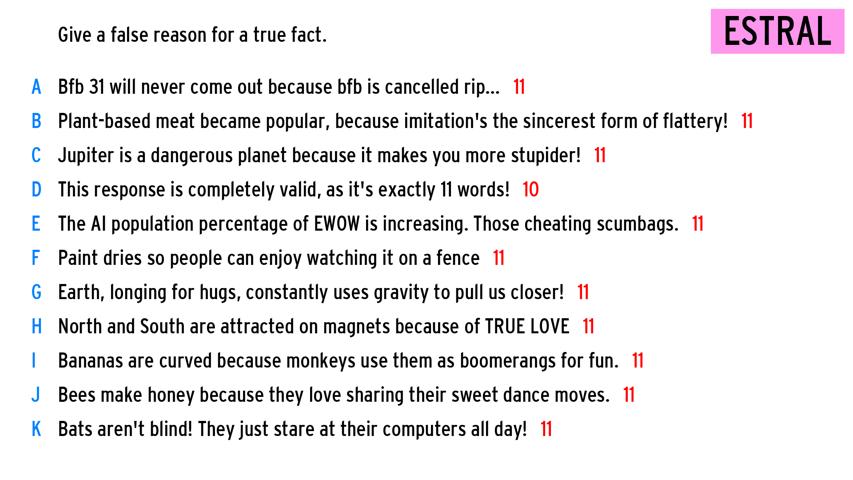 Give a false reason for a true fact.
ESTRAL
A Bfb 31 will never come out because bfb is cancelled rip... 11
B Plant-based meat became popular, because imitation's the sincerest form of flattery! 11
C Jupiter is a dangerous planet because it makes you more stupider! 11
D This response is completely valid, as it's exactly 11 words! 10
E The AI population percentage of EWOW is increasing. Those cheating scumbags. 11
F Paint dries so people can enjoy watching it on a fence 11
G Earth, longing for hugs, constantly uses gravity to pull us closer! 11
H North and South are attracted on magnets because of TRUE LOVE 11
I Bananas are curved because monkeys use them as boomerangs for fun. 11
J Bees make honey because they love sharing their sweet dance moves. 11
K Bats aren't blind! They just stare at their computers all day! 11